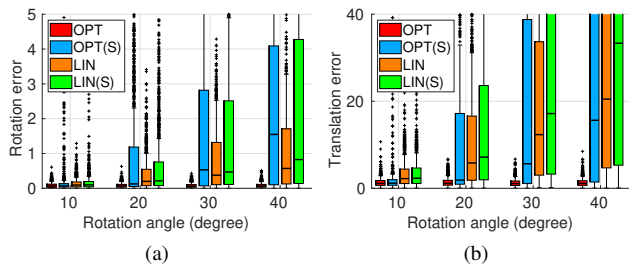 5
4
3
2
1
0
Rotation error
OPT
OPT(S)
LIN
LIN(S)
10 20 30 40
Rotation angle (degree)
(a)
40
20
0
Translation error
OPT
OPT(S)
LIN
LIN(S)
10 20 30 40
Rotation angle (degree)
(b)